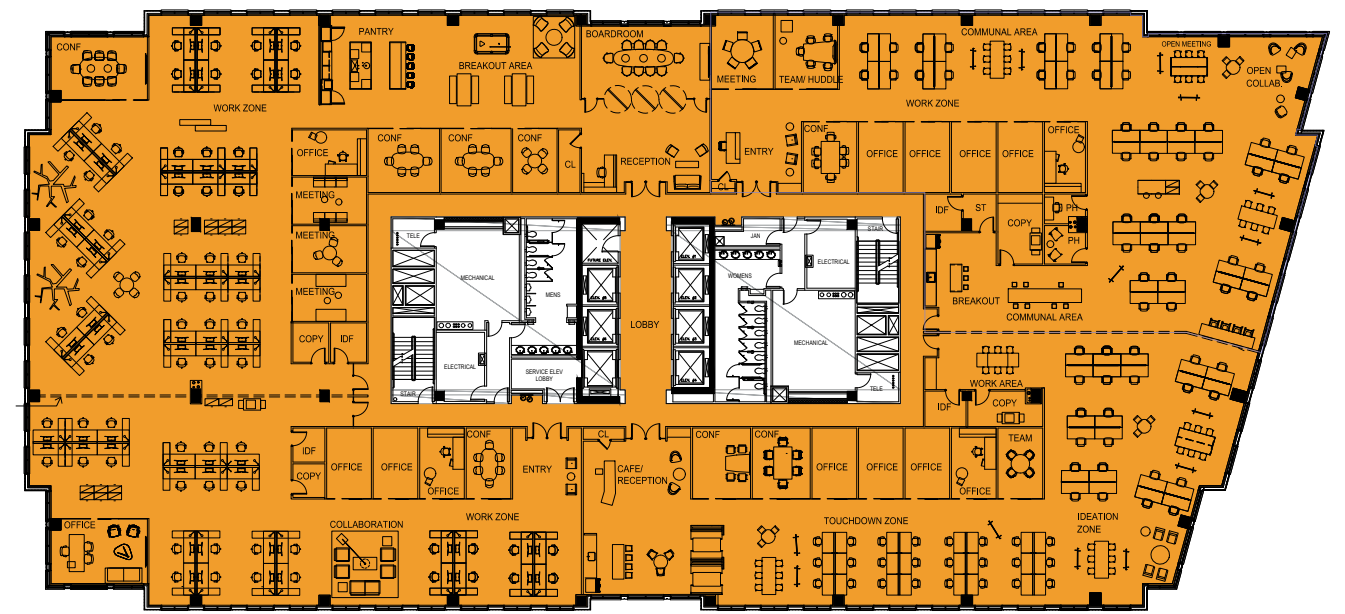 CONF
WORK ZONE
PANTRY
BREAKOUT AREA
BOARDROOM
MEETING
TEAM/ HUDDLE
COMMUNAL AREA
WORK ZONE
OPEN MEETING
OPEN
COLLAB.
OFFICE
CONF
CONF
CONF
CL
RECEPTION
ENTRY
CL
CONF
OFFICE
OFFICE
OFFICE
OFFICE
OFFICE
MEETING
MEETING
MEETING
COPY
IDF
TELE
MECHANICAL
MENS
FUTURE ELEV.
ELECTRICAL
STAIR
SERVICE ELEV
LOBBY
LOBBY
JAN
WOMENS
ELECTRICAL
MECHANICAL
STAIR
TELE
IDF
ST
COPY
PH
PH
BREAKOUT
COMMUNAL AREA
WORK AREA
IDF
COPY
IDF
COPY
OFFICE
OFFICE
OFFICE
CONF
ENTRY
CL
CAFE/
RECEPTION
CONF
CONF
OFFICE
OFFICE
OFFICE
OFFICE
TEAM
OFFICE
COLLABORATION
WORK ZONE
TOUCHDOWN ZONE
IDEATION
ZONE